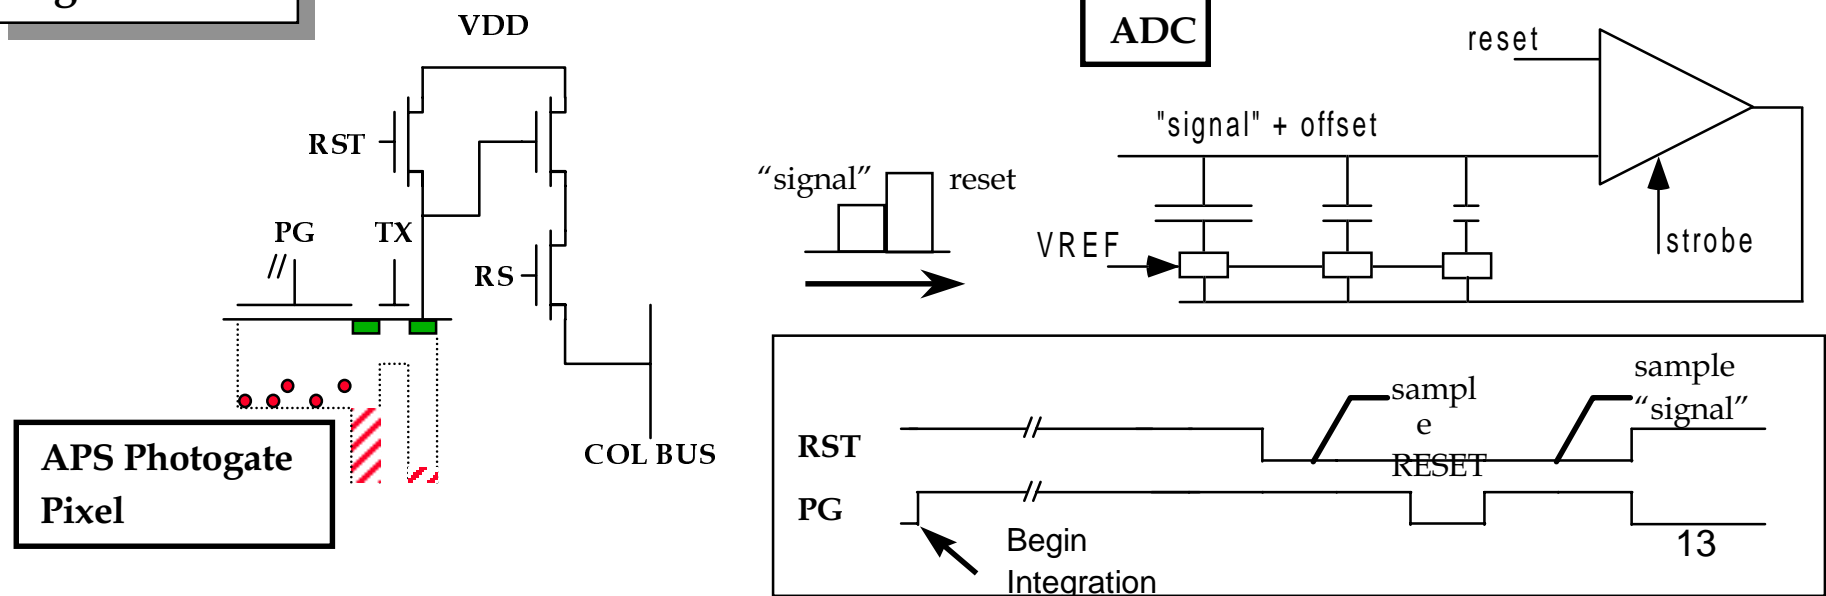 VDD
RST
PG
TX
RS
COL BUS
APS Photogate
Pixel
"signal"
reset
ADC
reset
"signal" + offset
VREF
strobe
sampl
e
RESET
sample
“signal”
RST
PG
Begin
Integration
13